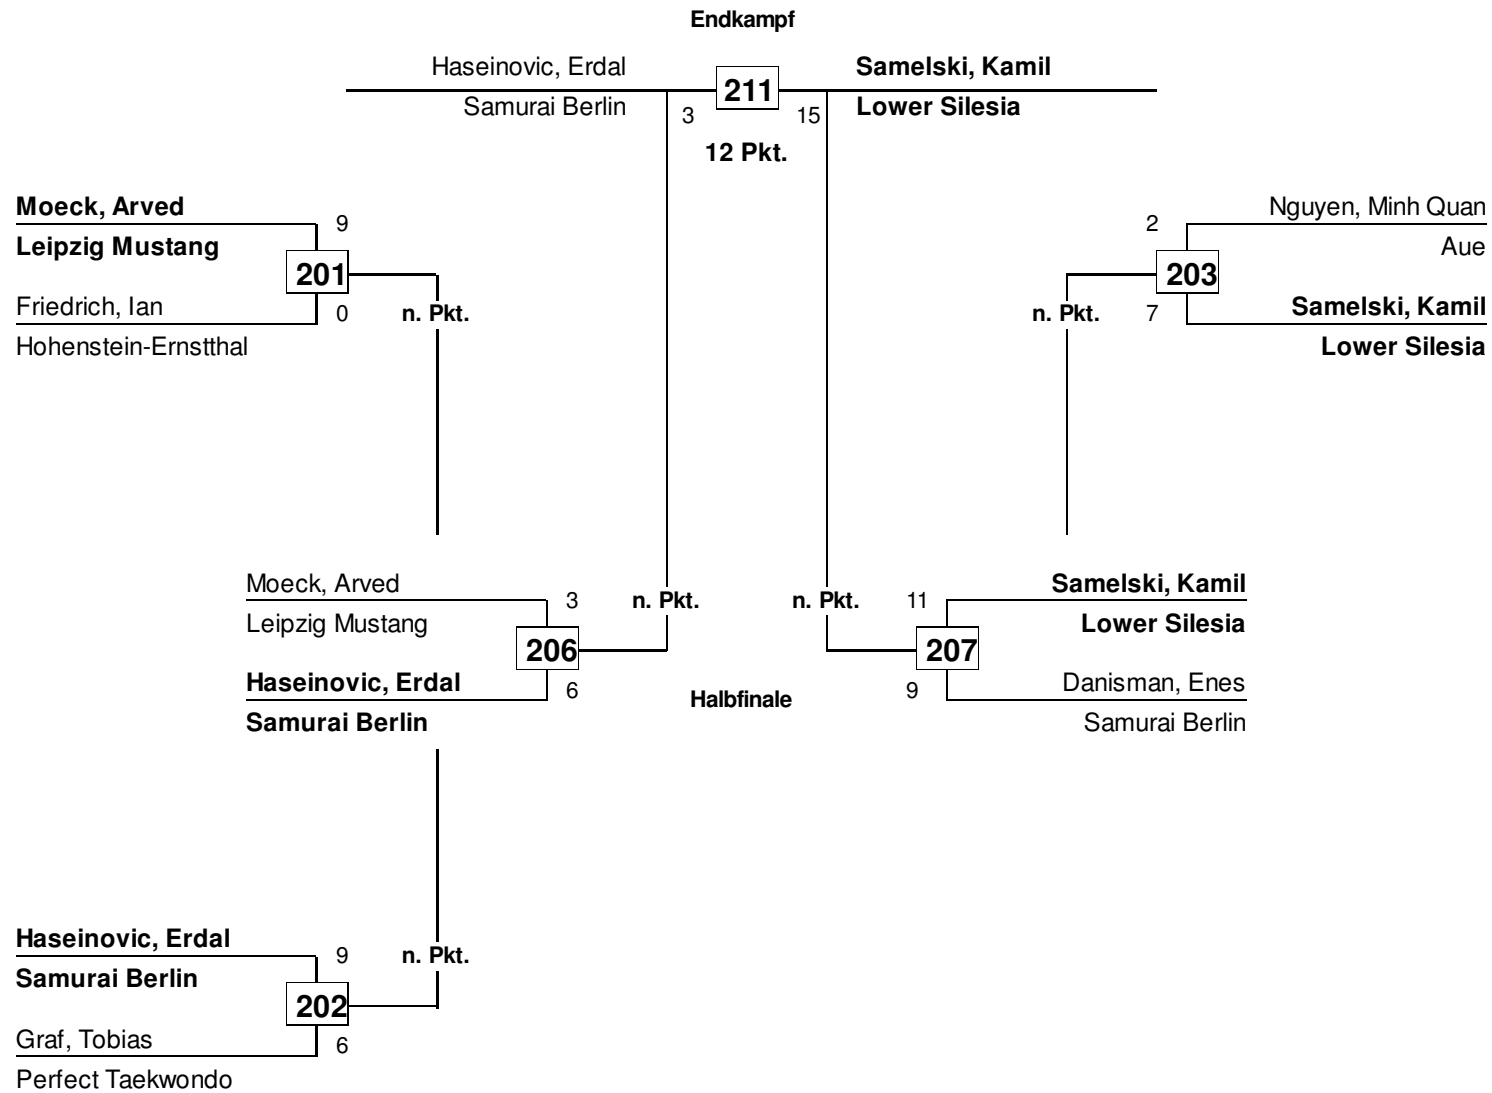 Endkampf
Haseinovic, Erdal
Samurai Berlin
3
211
15
12 Pkt.
Samelski, Kamil
Lower Silesia
Moeck, Arved
9
Leipzig Mustang
201
Friedrich, Ian
0
n. Pkt.
Hohenstein-Ernstthal
2
Nguyen, Minh Quan
Aue
203
n. Pkt.
7
Samelski, Kamil
Lower Silesia
Moeck, Arved
3
n. Pkt.
Leipzig Mustang
206
Haseinovic, Erdal
6
Samurai Berlin
Halbfinale
n. Pkt.
11
Samelski, Kamil
Lower Silesia
207
9
Danisman, Enes
Samurai Berlin
Haseinovic, Erdal
9
n. Pkt.
Samurai Berlin
202
Graf, Tobias
6
Perfect Taekwondo